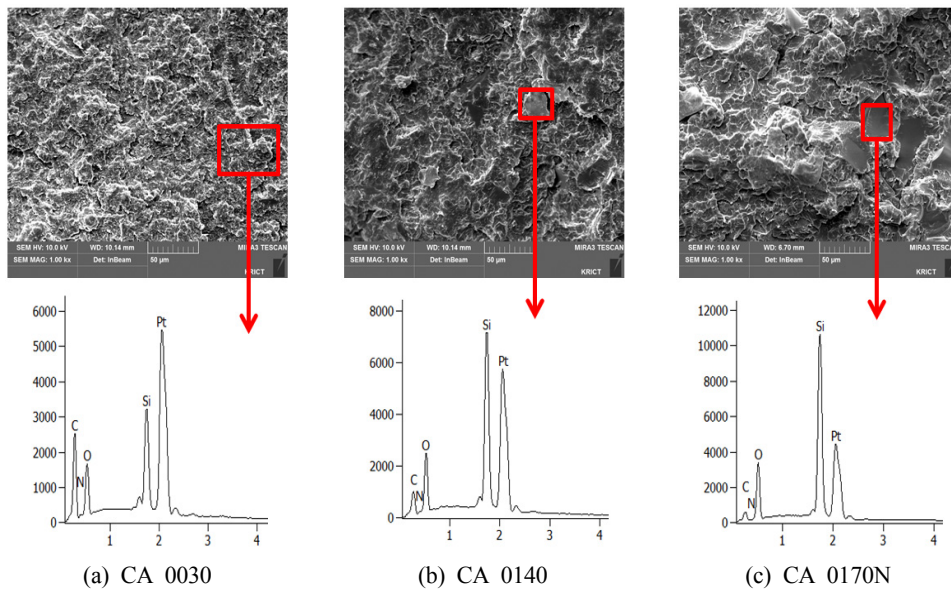 SEM HV: 10.0 kV WD: 10.14 mm MIRA3 TESCAN
SEM MAG: 1.00 kx Det: InBeam 50 µm
KRICT
SEM HV: 10.0 kV WD: 10.14 mm MIRA3 TESCAN
SEM MAG: 1.00 kx Det: InBeam 50 µm
KRICT
SEM HV: 10.0 kV WD: 6.70 mm MIRA3 TESCAN
SEM MAG: 1.00 kx Det: InBeam 50 µm
KRICT
6000
5000
4000
3000
2000
1000
0
C
N
O
Si
Pt
1 2 3 4
8000
6000
4000
2000
0
C
N
O
Si
Pt
1 2 3 4
12000
10000
8000
6000
4000
2000
0
C
N
O
Si
Pt
1 2 3 4
(a) CA 0030
(b) CA 0140
(c) CA 0170N